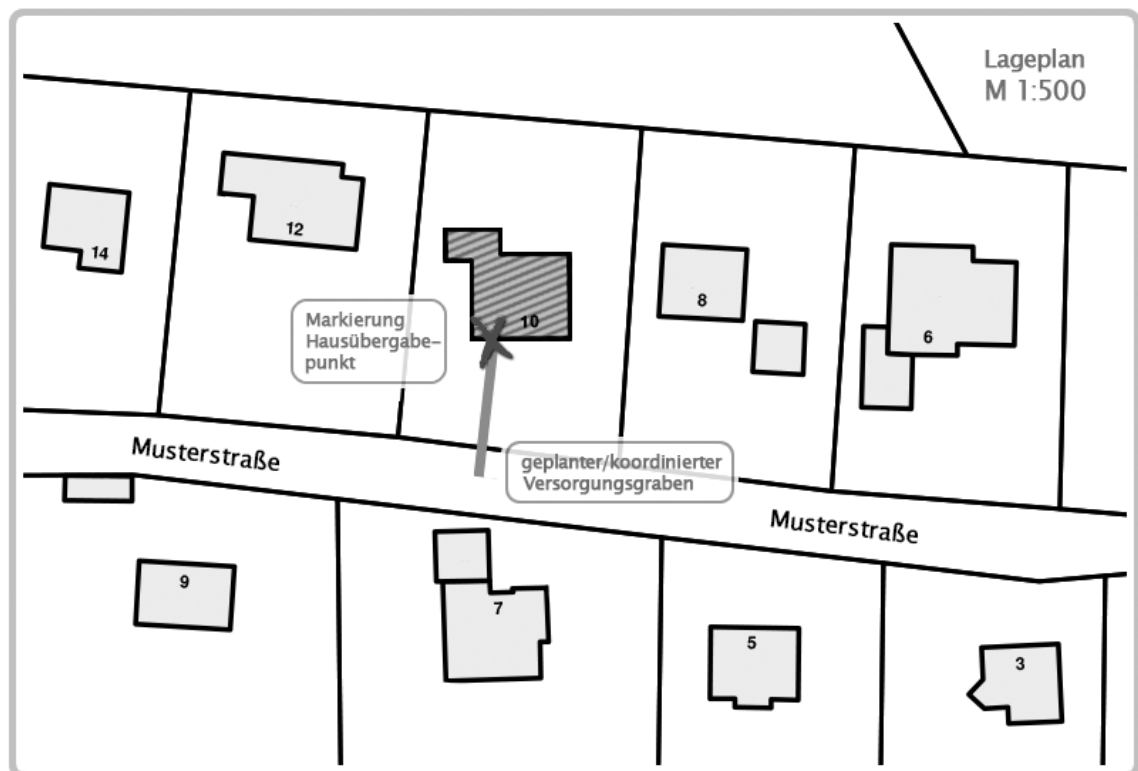 Lageplan
M 1:500
14
12
Markierung
Hausübergabe-
punkt
10
8
6
Musterstraße
geplanter/koordinierter
Versorgungsgraben
Musterstraße
9
7
5
3